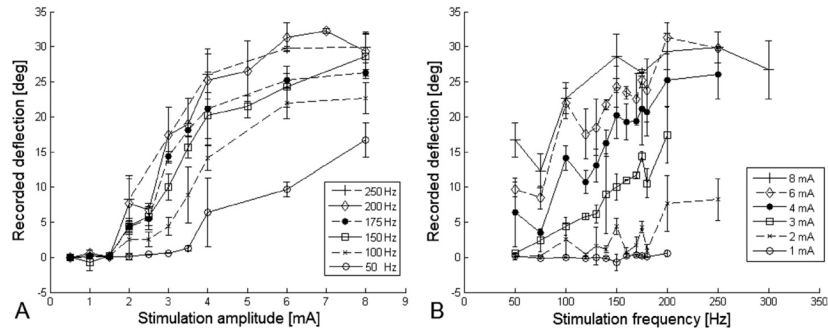 35
30
25
20
15
10
5
0
-5
Recorded deflection [deg]
0 1 2 3 4 5 6 7 8 9
Stimulation amplitude [mA]
250 Hz
200 Hz
175 Hz
150 Hz
100 Hz
50 Hz
A
35
30
25
20
15
10
5
0
-5
Recorded deflection [deg]
0 50 100 150 200 250 300 350
Stimulation frequency [Hz]
8 mA
6 mA
4 mA
3 mA
2 mA
1 mA
B